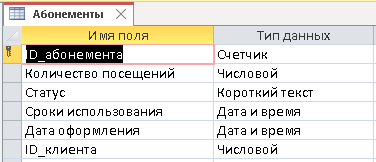 Абонементы
Имя поля Тип данных
ID_абонемента Счетчик
Количество посещений Числовой
Статус Короткий текст
Сроки использования Дата и время
Дата оформления Дата и время
ID_клиента Числовой